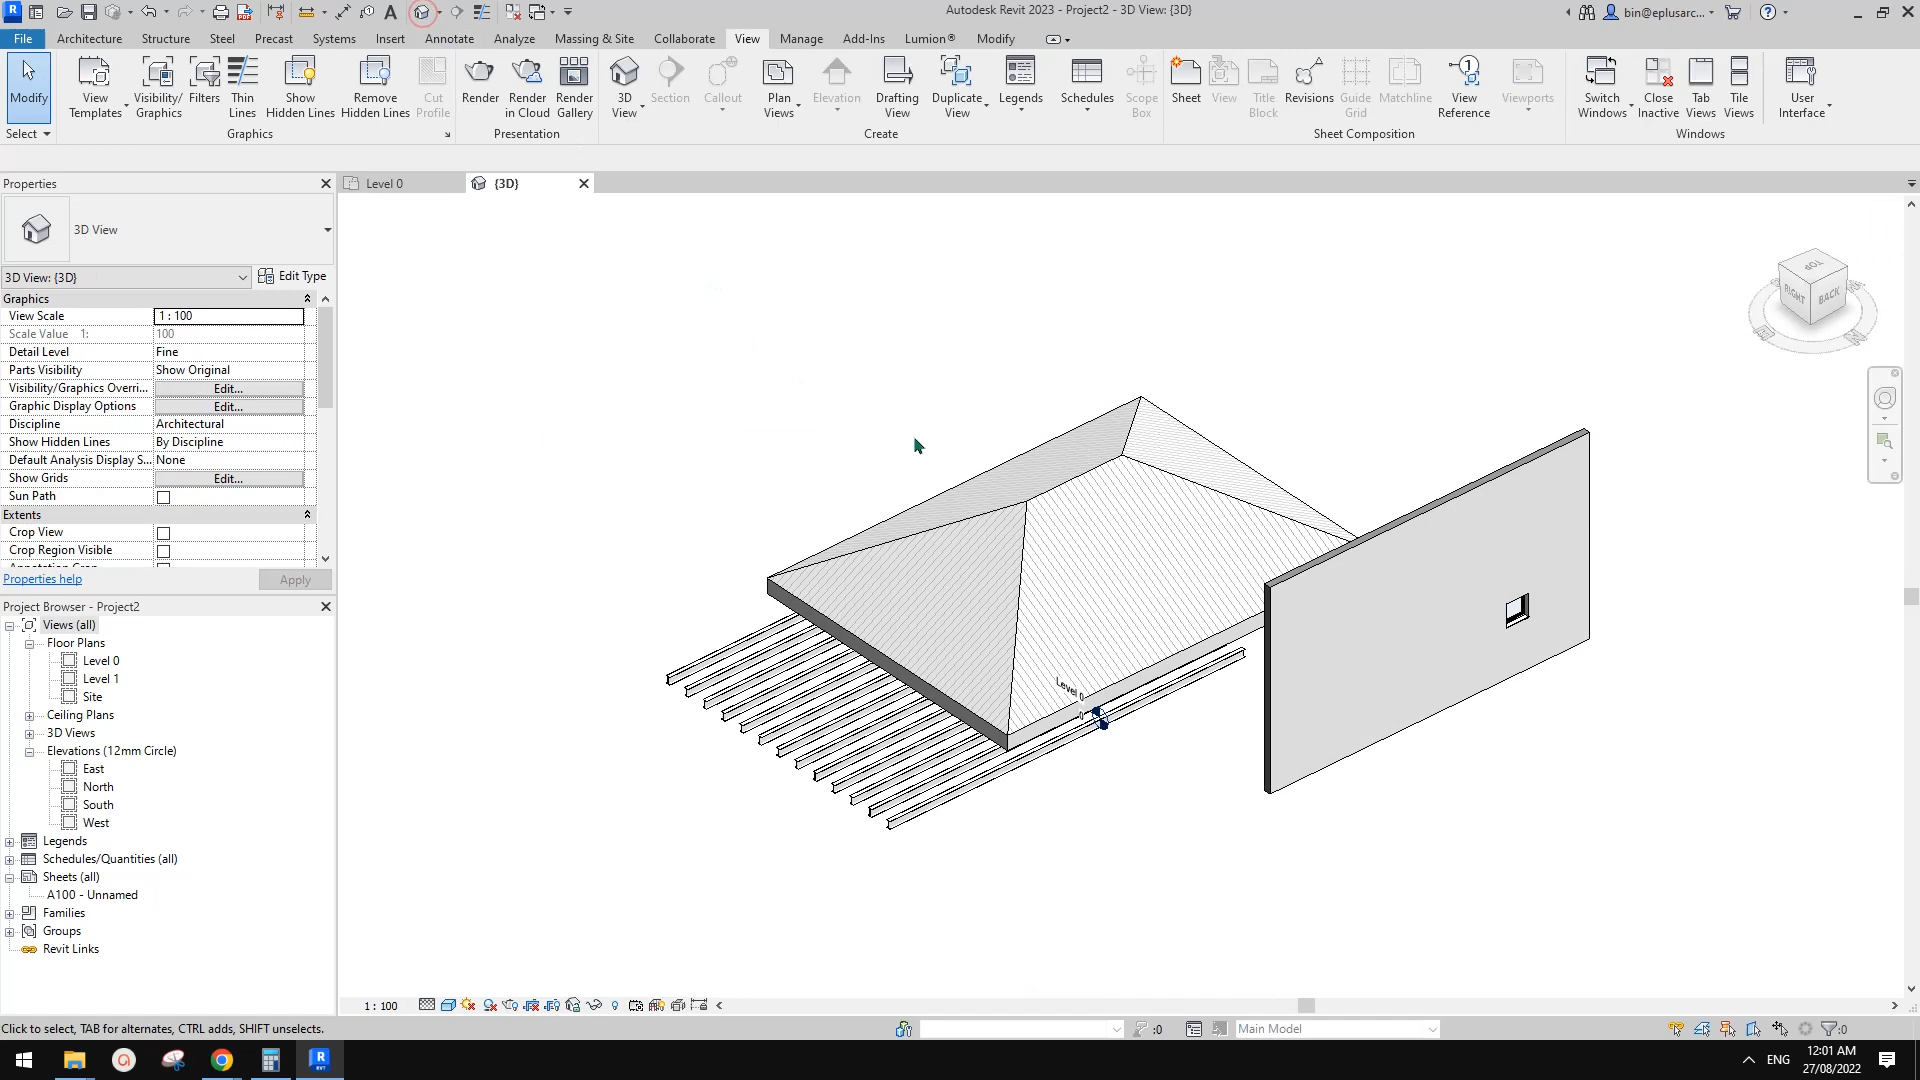 Autodesk Revit 2023 - Project2 - 3D View: {3D}
bin@eplusarc...
File Architecture Structure Steel Precast Systems Insert Annotate Analyze Massing & Site Collaborate View Manage Add-Ins Lumion® Modify
Modify
View Templates
Visibility/ Graphics
Filters
Thin Lines
Show Hidden Lines
Remove Hidden Lines
Cut Profile
Render
Render in Cloud
Render Gallery
3D View
Section
Callout
Plan Views
Elevation
Drafting View
Duplicate View
Legends
Schedules
Scope Box
Sheet
View
Title Block
Revisions
Guide Grid
Matchline
View Reference
Viewports
Switch Windows
Close Inactive
Tab Views
Tile Views
User Interface
Select Graphics Presentation Create Sheet Composition Windows
Properties
Level 0
{3D}
3D View
3D View: {3D}
Edit Type
Graphics
View Scale 1 : 100
Scale Value 1: 100
Detail Level Fine
Parts Visibility Show Original
Visibility/Graphics Overri... Edit...
Graphic Display Options Edit...
Discipline Architectural
Show Hidden Lines By Discipline
Default Analysis Display S... None
Show Grids Edit...
Sun Path
Extents
Crop View
Crop Region Visible
Properties help
Apply
Project Browser - Project2
Views (all)
Floor Plans
Level 0
Level 1
Site
Ceiling Plans
3D Views
Elevations (12mm Circle)
East
North
South
West
Legends
Schedules/Quantities (all)
Sheets (all)
A100 - Unnamed
Families
Groups
Revit Links
TOP
RIGHT
BACK
Level 0
0
1 : 100
Click to select, TAB for alternates, CTRL adds, SHIFT unselects.
:0
Main Model
:0
ENG
12:01 AM
27/08/2022